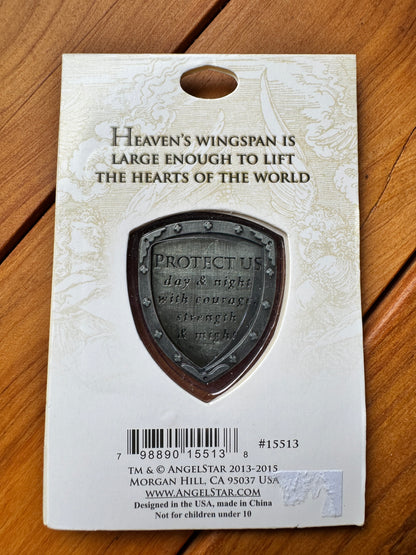 HEAVEN'S WINGSPAN IS
LARGE ENOUGH TO LIFT
THE HEARTS OF THE WORLD
PROTECT US
day & night
with courage,
strength
& might
7 98890 15513 8
#15513
TM & © ANGELSTAR 2013-2015
MORGAN HILL, CA 95037 USA
WWW.ANGELSTAR.COM
Designed in the USA, made in China
Not for children under 10